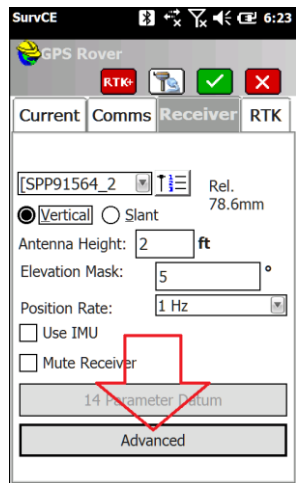 SurvCE 6:23
GPS Rover
RTK+
Current Comms Receiver RTK
[SPP91564_2 Rel.
78.6mm
Vertical Slant
Antenna Height: 2 ft
Elevation Mask: 5 °
Position Rate: 1 Hz
Use IMU
Mute Receiver
14 Parameter Datum
Advanced